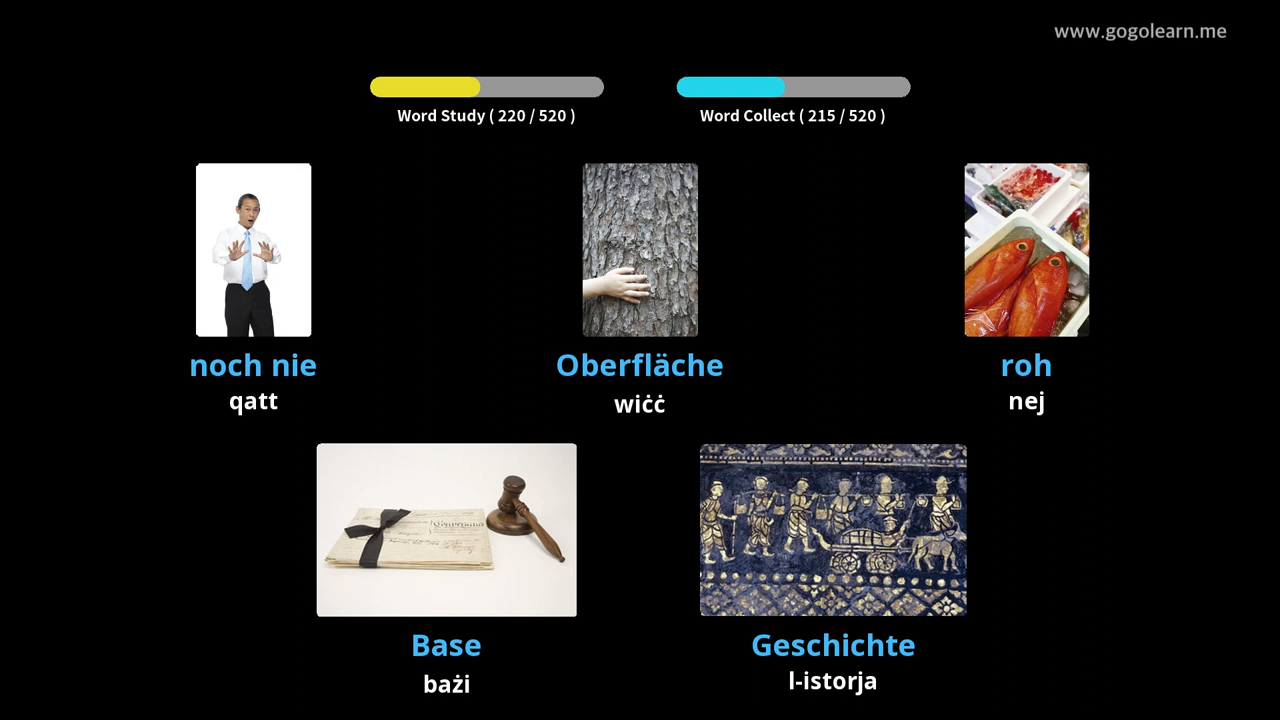 www.gogolearn.me
Word Study ( 220 / 520 )
Word Collect ( 215 / 520 )
noch nie
qatt
Oberfläche
wiċċ
roh
nej
Base
bażi
Geschichte
l-istorja